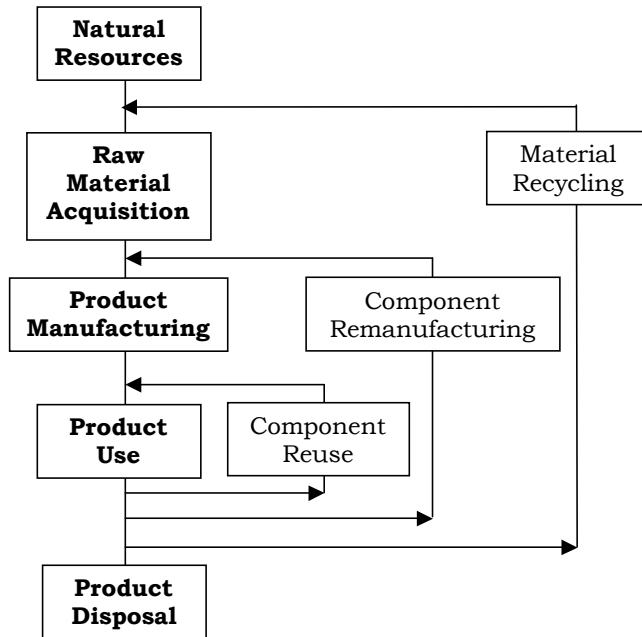 Natural
Resources
Raw
Material
Acquisition
Material
Recycling
Product
Manufacturing
Component
Remanufacturing
Product
Use
Component
Reuse
Product
Disposal